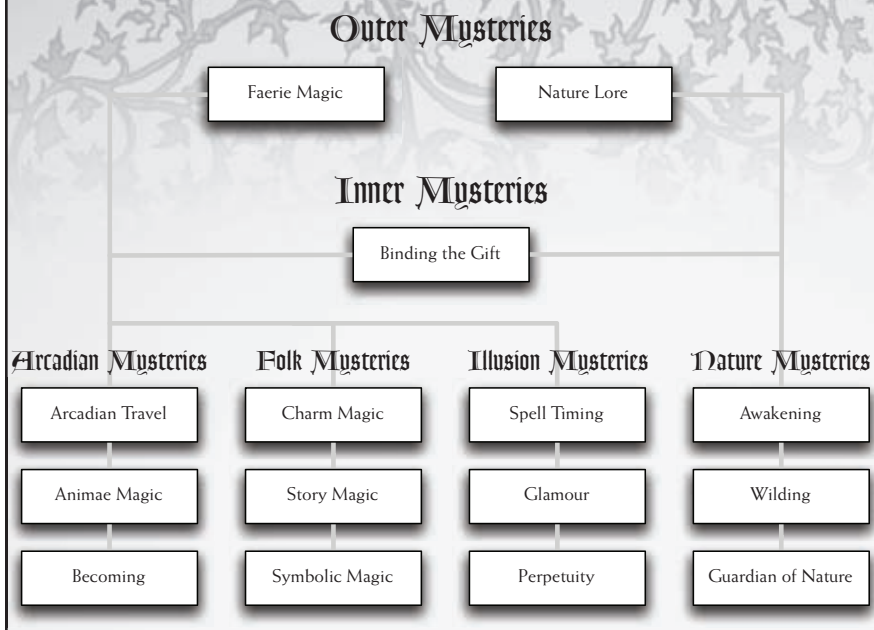 Outer Mysteries
Faerie Magic
Nature Lore
Inner Mysteries
Binding the Gift
Arcadian Mysteries
Folk Mysteries
Illusion Mysteries
Nature Mysteries
Arcadian Travel
Charm Magic
Spell Timing
Awakening
Animae Magic
Story Magic
Glamour
Wilding
Becoming
Symbolic Magic
Perpetuity
Guardian of Nature